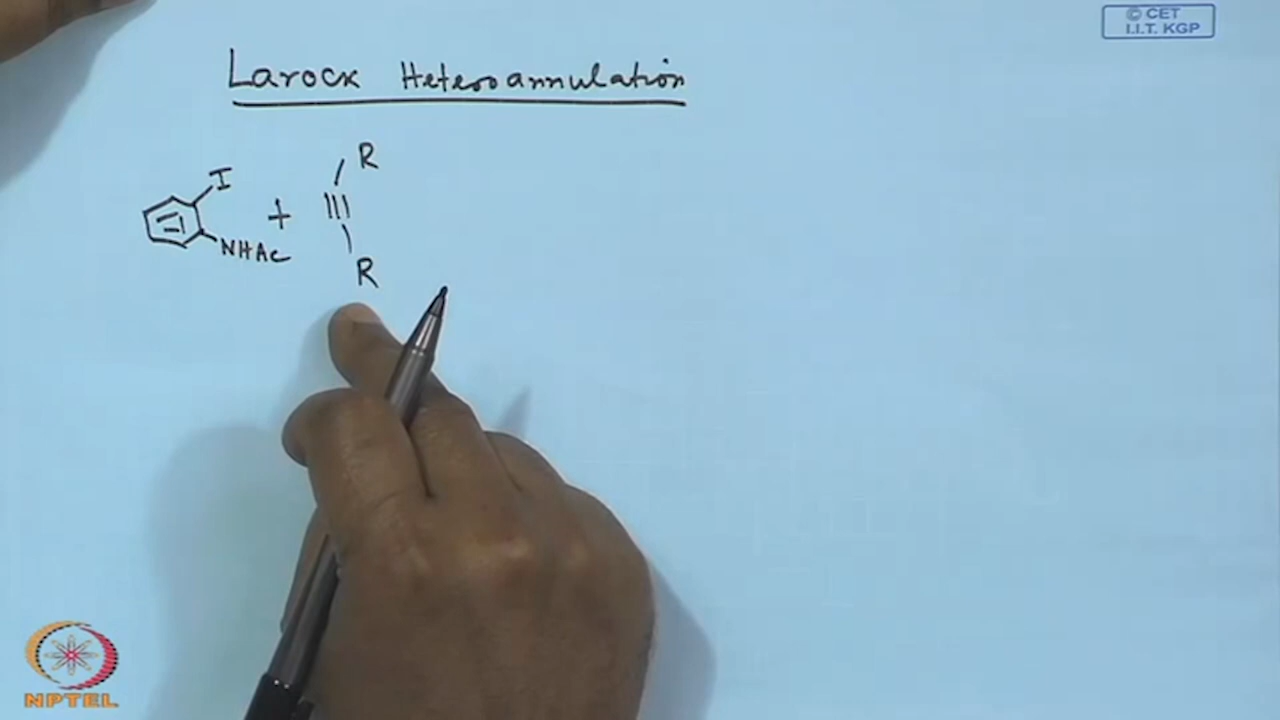 © CET
I.I.T. KGP
Larock Heteroannulation
I
+
NHAc
R
R
NPTEL